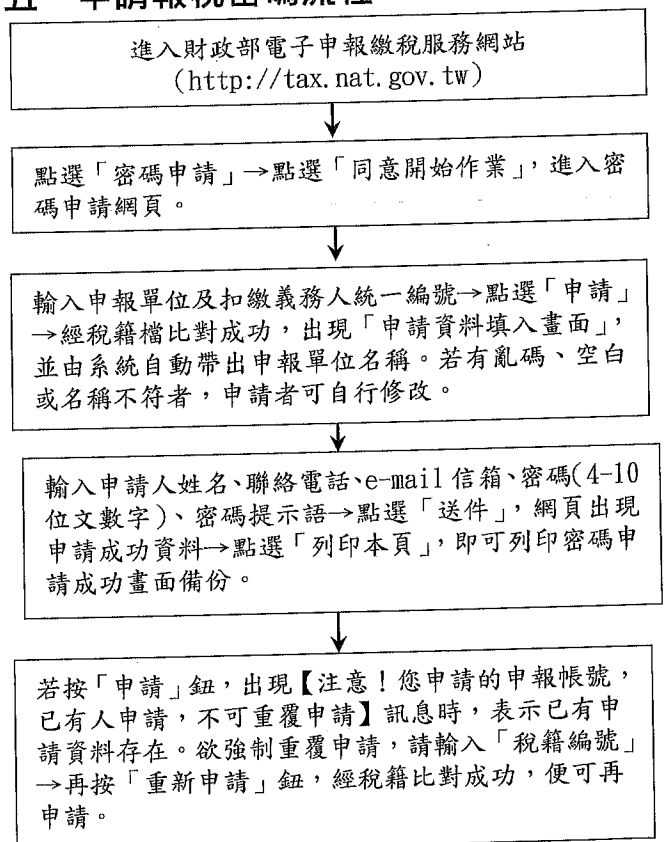 進入財政部電子申報繳稅服務網站
(http://tax.nat.gov.tw)
點選「密碼申請」→點選「同意開始作業」,進入密
碼申請網頁。
輸入申報單位及扣繳義務人統一編號→點選「申請」
→經稅籍檔比對成功,出現「申請資料填入畫面」,
並由系統自動帶出申報單位名稱。若有亂碼、空白
或名稱不符者,申請者可自行修改。
輸入申請人姓名、聯絡電話、e-mail 信箱、密碼(4-10
位文數字)、密碼提示語→點選「送件」,網頁出現
申請成功資料→點選「列印本頁」,即可列印密碼申
請成功畫面備份。
若按「申請」鈕,出現【注意!您申請的申報帳號,
已有人申請,不可重覆申請】訊息時,表示已有申
請資料存在。欲強制重覆申請,請輸入「稅籍編號」
→再按「重新申請」鈕,經稅籍比對成功,便可再
申請。